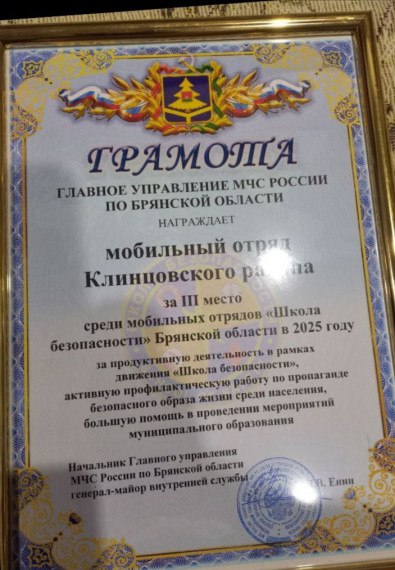 ГРАМОТА
ГЛАВНОЕ УПРАВЛЕНИЕ МЧС РОССИИ
ПО БРЯНСКОЙ ОБЛАСТИ
НАГРАЖДАЕТ
мобильный отряд
Клинцовского района
за III место
среди мобильных отрядов «Школа
безопасности» Брянской области в 2025 году
за продуктивную деятельность в рамках
движения «Школа безопасности»,
активную профилактическую работу по пропаганде
безопасного образа жизни среди населения,
большую помощь в проведении мероприятий
муниципального образования
Начальник Главного управления
МЧС России по Брянской области
генерал-майор внутренней службы
В. Енин